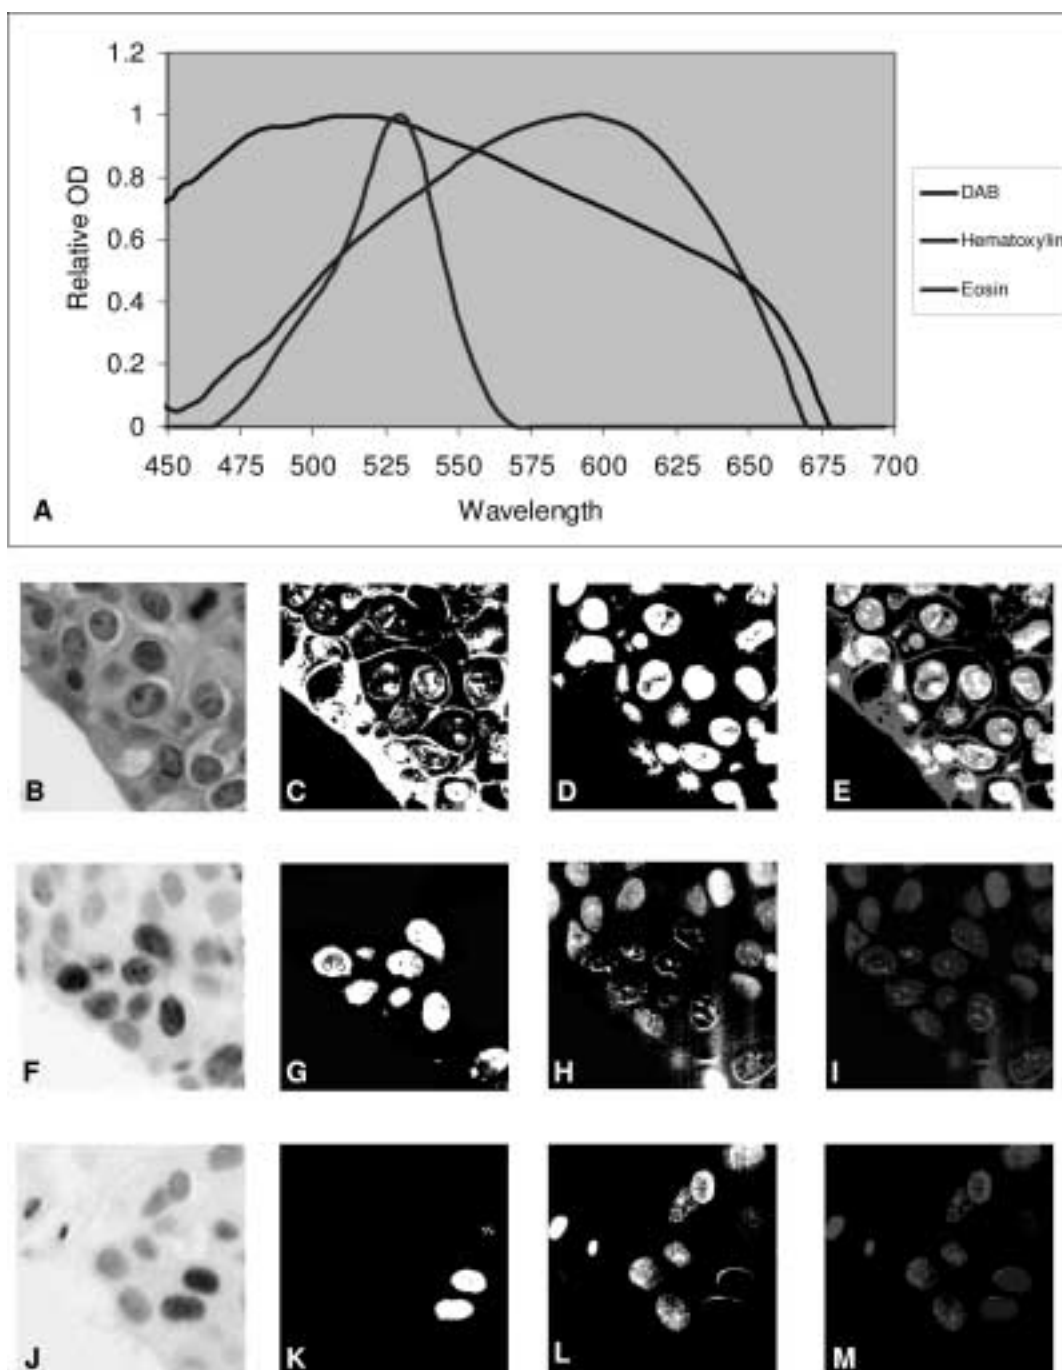 1.2
1
0.8
0.6
0.4
0.2
0
Relative OD
450 475 500 525 550 575 600 625 650 675 700
Wavelength
DAB
Hematoxylin
Eosin
A
B C D E
F G H I
J K L M